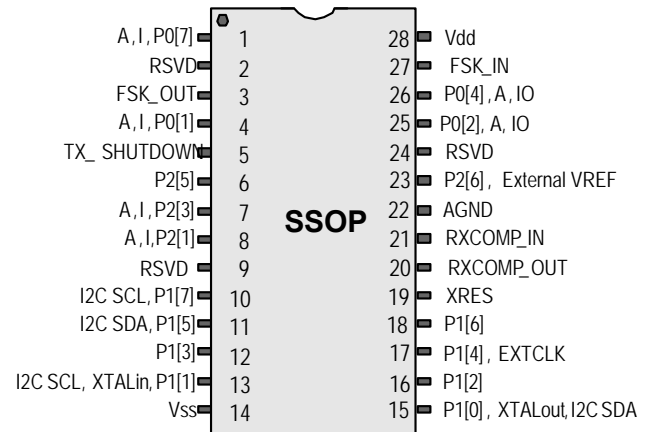 A, I, P0[7] 1 28 Vdd
RSVD 2 27 FSK_IN
FSK_OUT 3 26 P0[4], A, IO
A, I, P0[1] 4 25 P0[2], A, IO
TX_ SHUTDOWN 5 24 RSVD
P2[5] 6 23 P2[6], External VREF
A, I, P2[3] 7 SSOP 22 AGND
A, I,P2[1] 8 21 RXCOMP_IN
RSVD 9 20 RXCOMP_OUT
I2C SCL, P1[7] 10 19 XRES
I2C SDA, P1[5] 11 18 P1[6]
P1[3] 12 17 P1[4], EXTCLK
I2C SCL, XTALin, P1[1] 13 16 P1[2]
Vss 14 15 P1[0], XTALout, I2C SDA